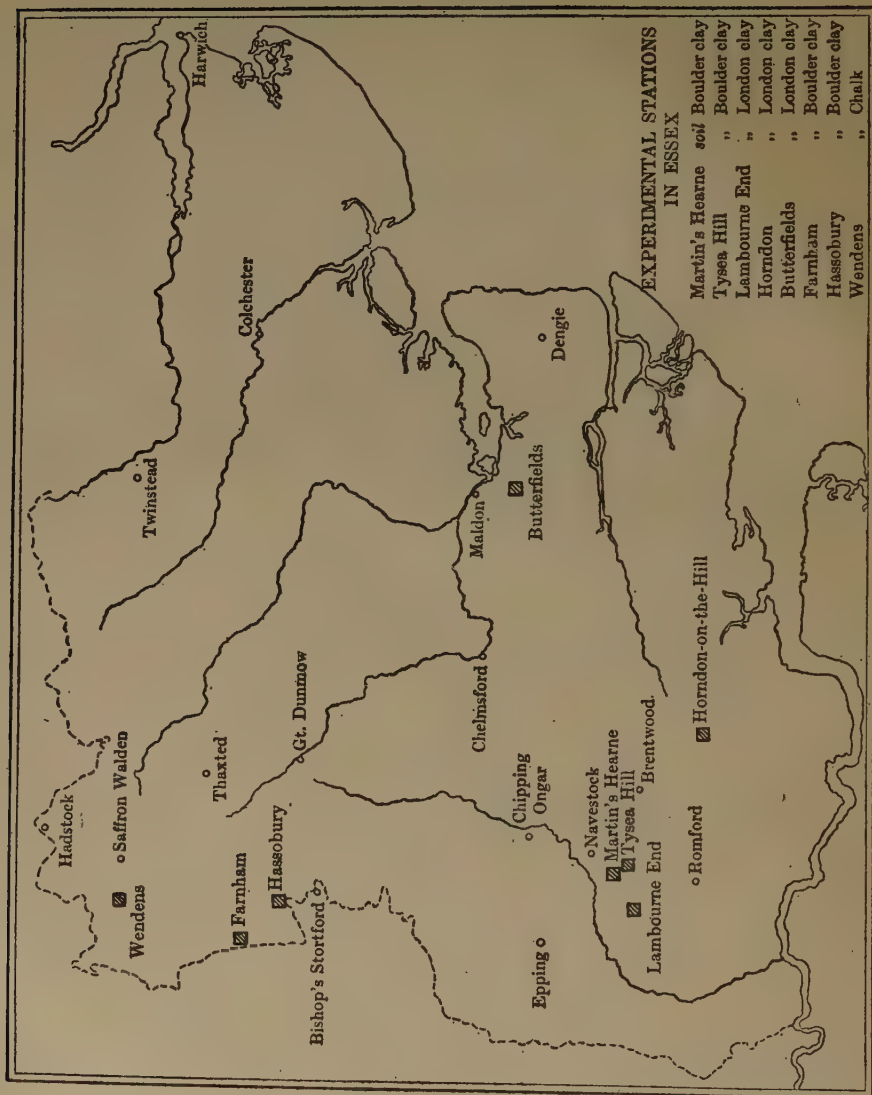 EXPERIMENTAL STATIONS
IN ESSEX
Martin's Hearne soil Boulder clay
Tysea Hill „ Boulder clay
Lambourne End „ London clay
Horndon „ London clay
Butterfields „ London clay
Farnham „ Boulder clay
Hassobury „ Boulder clay
Wendens „ Chalk
Hadstock
Saffron Walden
Wendens
Twinstead
Harwich
Thaxted
Farnham
Hassobury
Gt. Dunmow
Colchester
Bishop's Stortford
Maldon
Chelmsford
Butterfields
Dengie
Chipping
Ongar
Epping
Navestock
Martin's Hearne
Tysea Hill
Brentwood
Lambourne End
Romford
Horndon-on-the-Hill